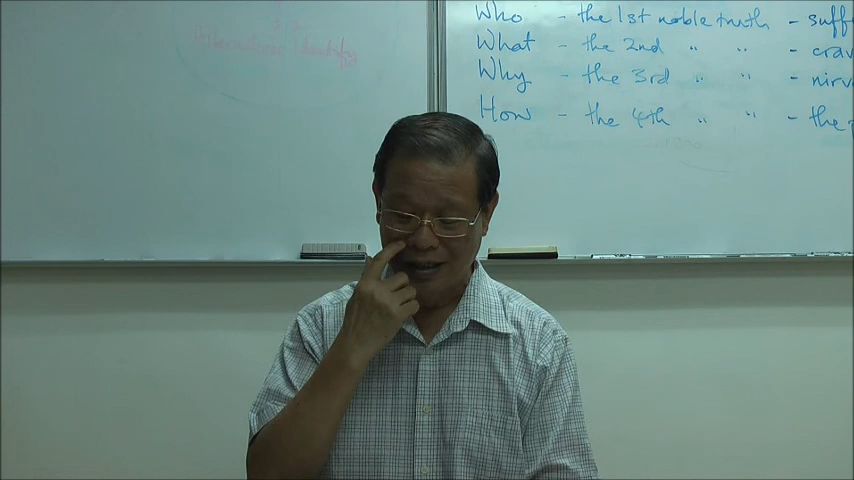 Who - the 1st noble truth - suff
What - the 2nd " " - crav
Why - the 3rd " " - nirv
How - the 4th " " - the